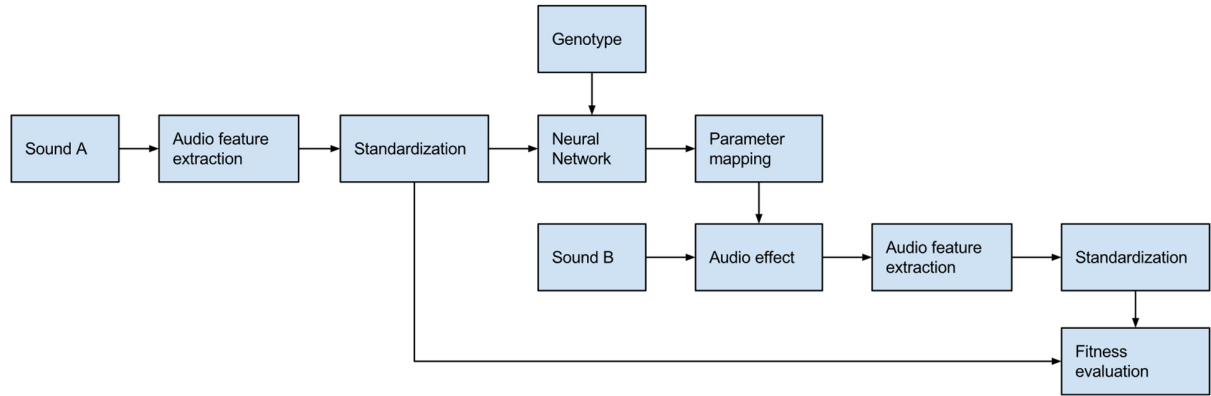 Genotype
Sound A
Audio feature
extraction
Standardization
Neural
Network
Parameter
mapping
Sound B
Audio effect
Audio feature
extraction
Standardization
Fitness
evaluation